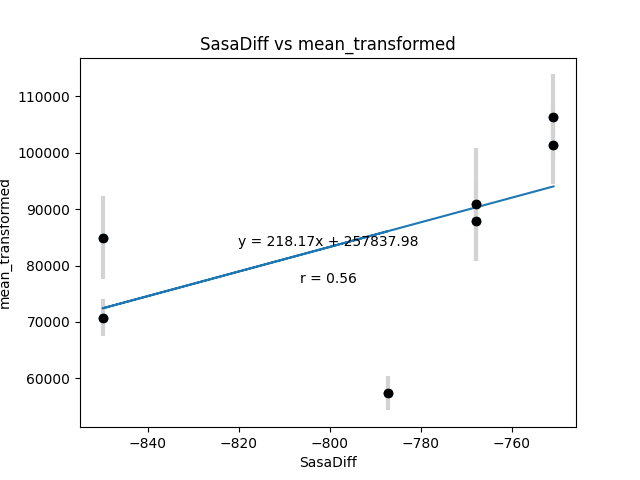 SasaDiff vs mean_transformed
mean_transformed
110000
100000
90000
80000
70000
60000
y = 218.17x + 257837.98
r = 0.56
−840
−820
−800
−780
−760
SasaDiff